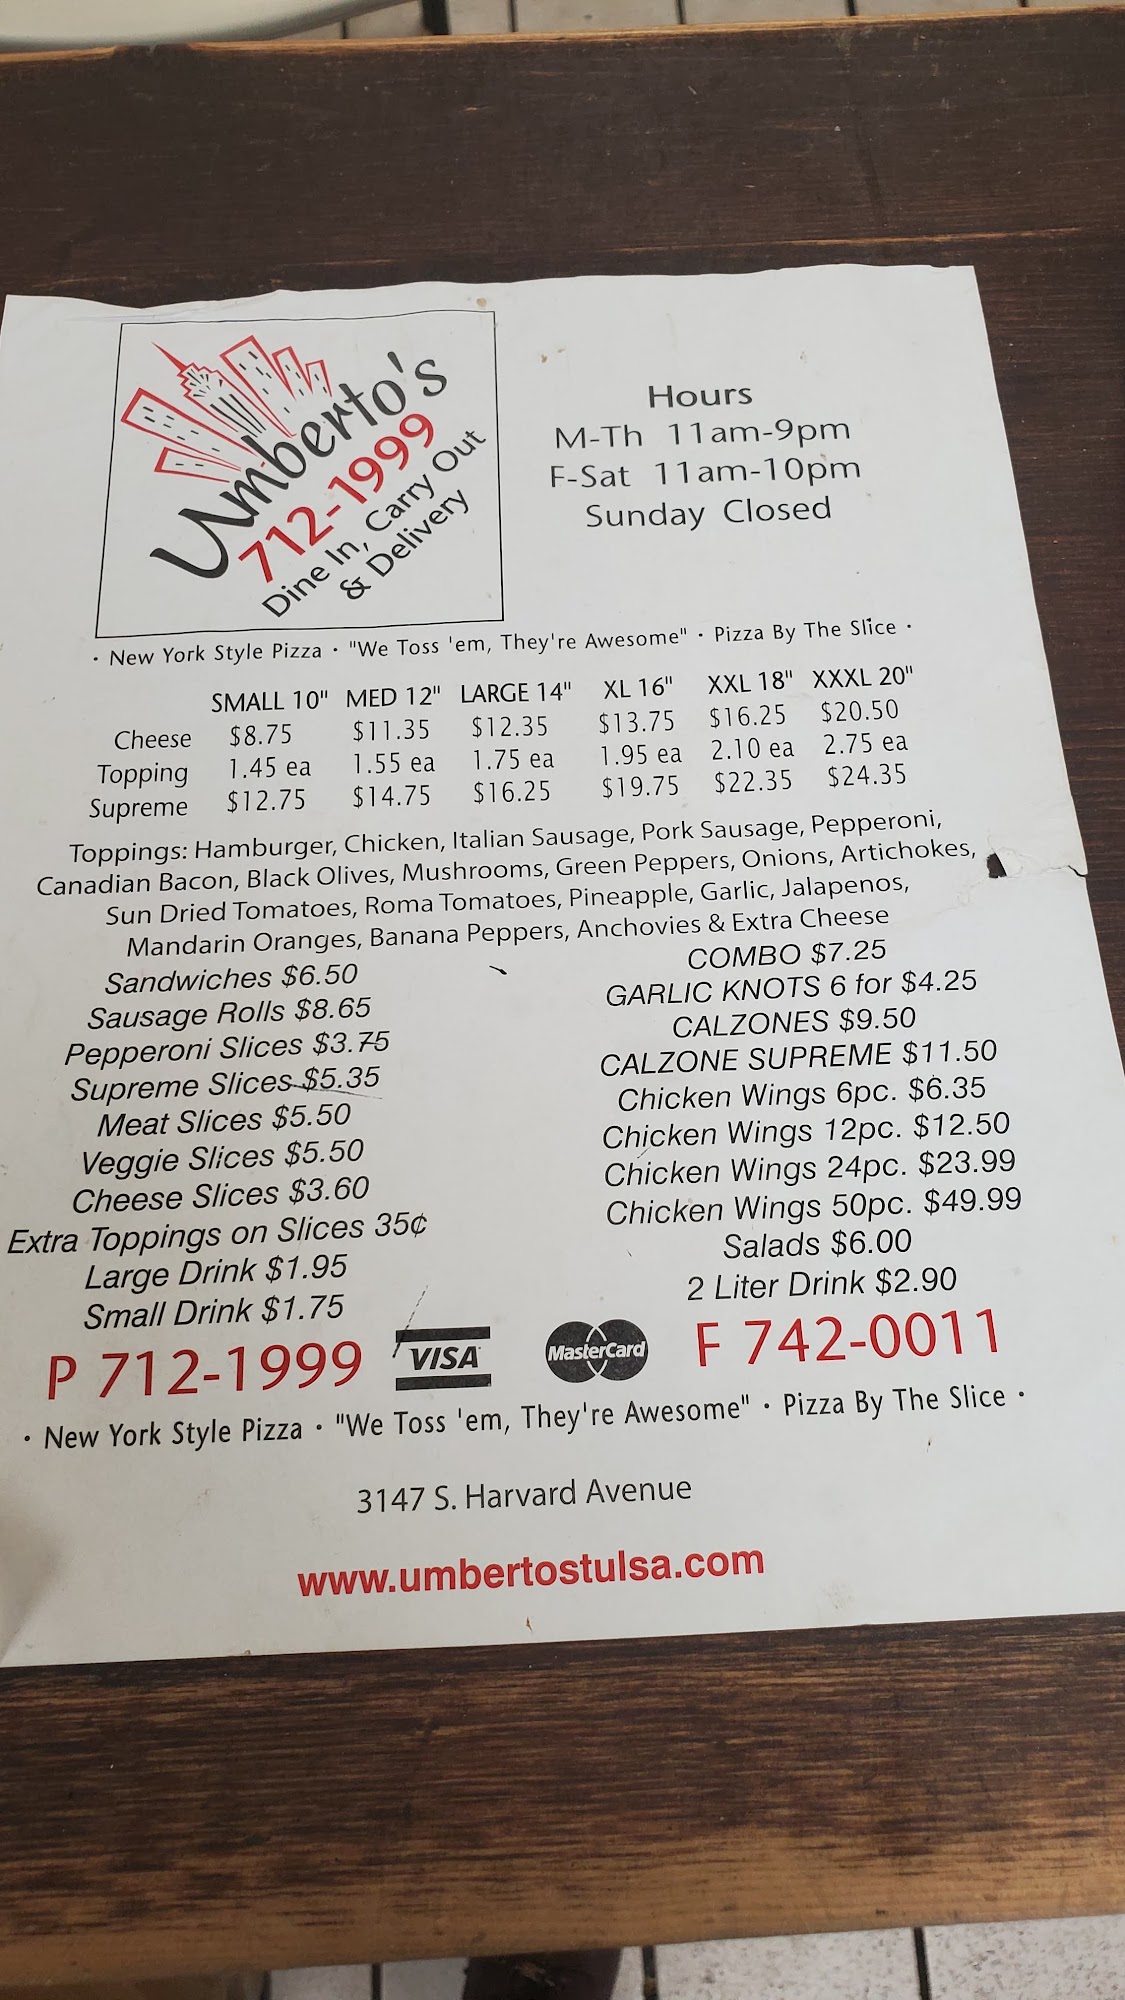 Umberto's
712-1999
Dine In, Carry Out
& Delivery
Hours
M-Th 11am-9pm
F-Sat 11am-10pm
Sunday Closed
· New York Style Pizza · "We Toss 'em, They're Awesome" · Pizza By The Slice ·
SMALL 10" MED 12" LARGE 14" XL 16" XXL 18" XXXL 20"
Cheese $8.75 $11.35 $12.35 $13.75 $16.25 $20.50
Topping 1.45 ea 1.55 ea 1.75 ea 1.95 ea 2.10 ea 2.75 ea
Supreme $12.75 $14.75 $16.25 $19.75 $22.35 $24.35
Toppings: Hamburger, Chicken, Italian Sausage, Pork Sausage, Pepperoni,
Canadian Bacon, Black Olives, Mushrooms, Green Peppers, Onions, Artichokes,
Sun Dried Tomatoes, Roma Tomatoes, Pineapple, Garlic, Jalapenos,
Mandarin Oranges, Banana Peppers, Anchovies & Extra Cheese
Sandwiches $6.50
Sausage Rolls $8.65
Pepperoni Slices $3.75
Supreme Slices $5.35
Meat Slices $5.50
Veggie Slices $5.50
Cheese Slices $3.60
Extra Toppings on Slices 35¢
Large Drink $1.95
Small Drink $1.75
COMBO $7.25
GARLIC KNOTS 6 for $4.25
CALZONES $9.50
CALZONE SUPREME $11.50
Chicken Wings 6pc. $6.35
Chicken Wings 12pc. $12.50
Chicken Wings 24pc. $23.99
Chicken Wings 50pc. $49.99
Salads $6.00
2 Liter Drink $2.90
P 712-1999 VISA MasterCard F 742-0011
· New York Style Pizza · "We Toss 'em, They're Awesome" · Pizza By The Slice ·
3147 S. Harvard Avenue
www.umbertostulsa.com